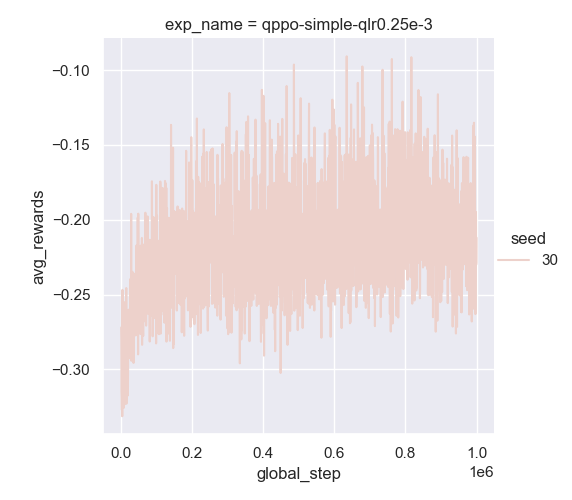 exp_name = qppo-simple-qlr0.25e-3
−0.10
−0.15
−0.20
−0.25
−0.30
avg_rewards
seed
30
0.0 0.2 0.4 0.6 0.8 1.0
1e6
global_step